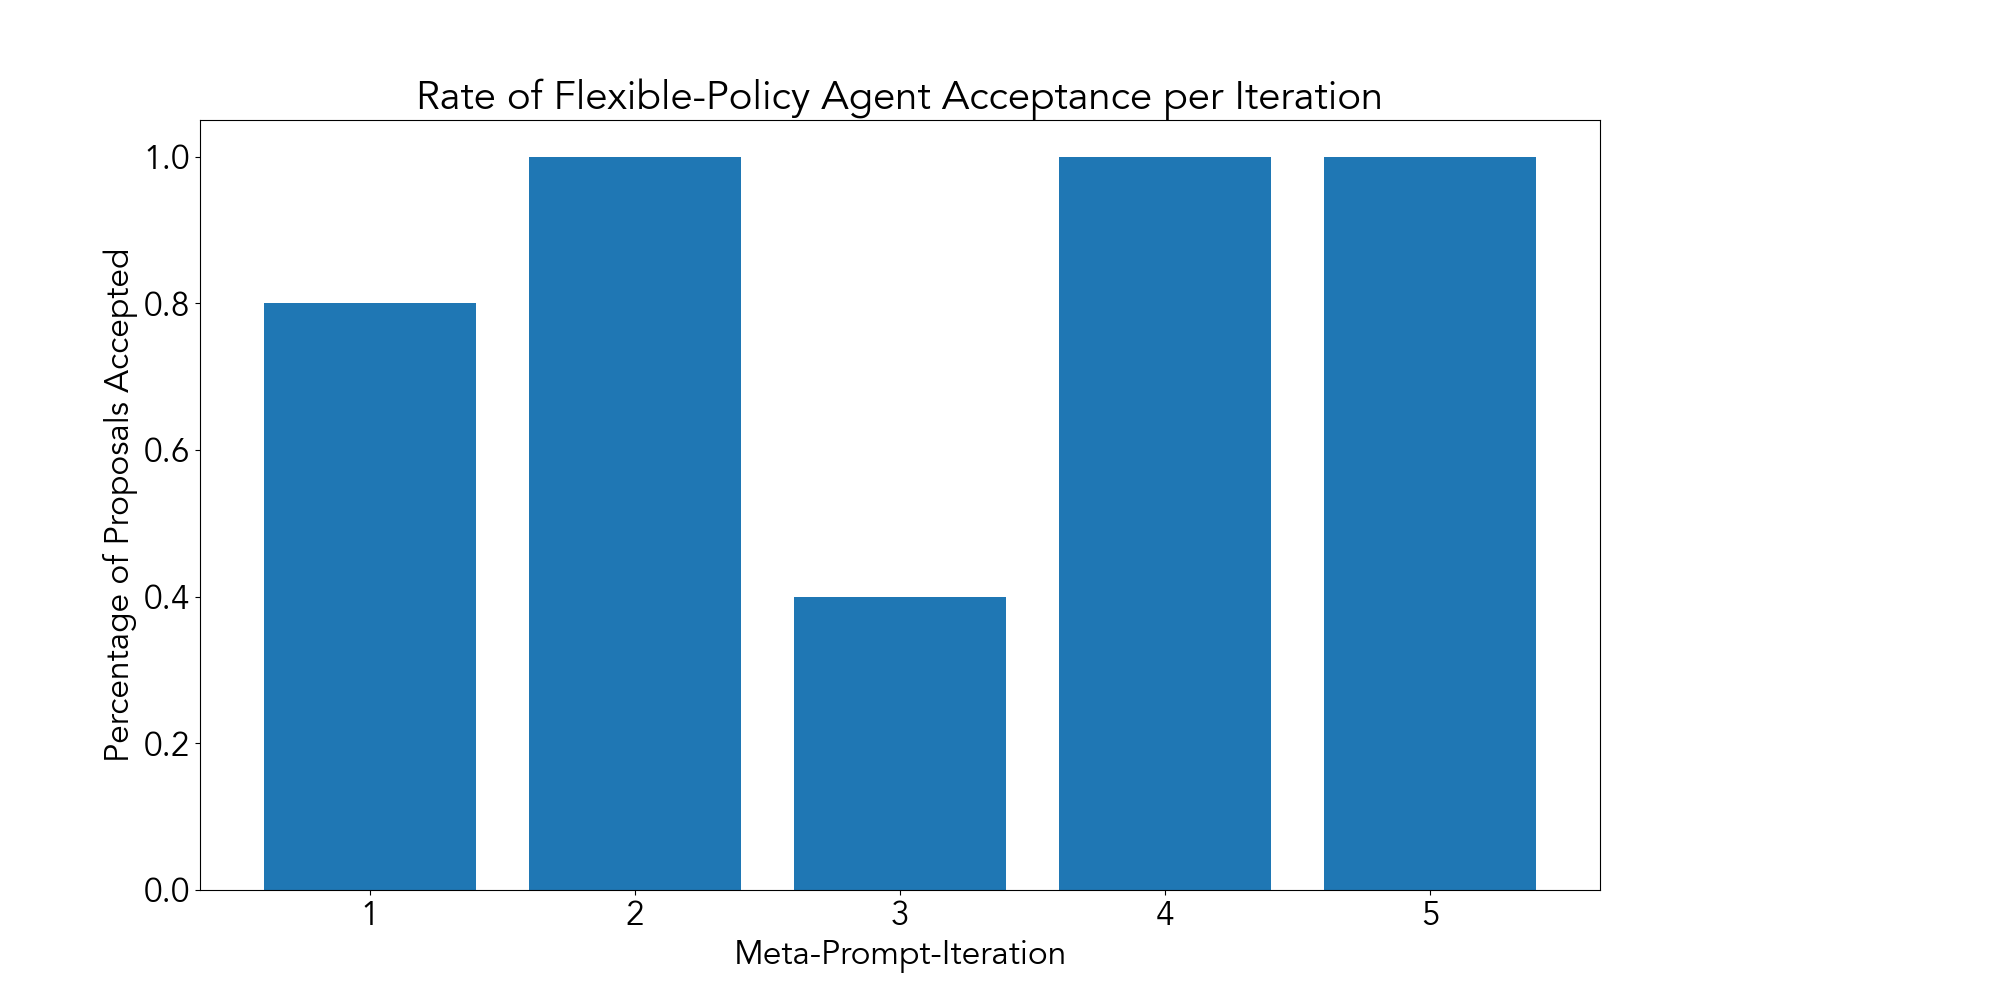 Rate of Flexible-Policy Agent Acceptance per Iteration
Percentage of Proposals Accepted
1.0
0.8
0.6
0.4
0.2
0.0
1 2 3 4 5
Meta-Prompt-Iteration